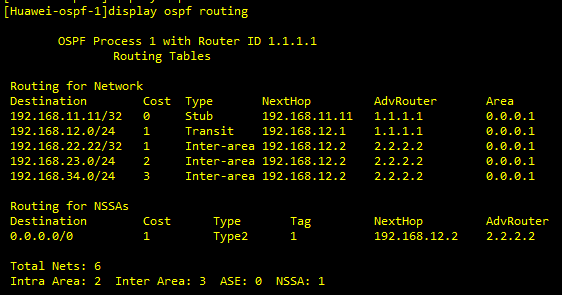 [Huawei-ospf-1]display ospf routing
OSPF Process 1 with Router ID 1.1.1.1
Routing Tables
Routing for Network
Destination Cost Type NextHop AdvRouter Area
192.168.11.11/32 0 Stub 192.168.11.11 1.1.1.1 0.0.0.1
192.168.12.0/24 1 Transit 192.168.12.1 1.1.1.1 0.0.0.1
192.168.22.22/32 1 Inter-area 192.168.12.2 2.2.2.2 0.0.0.1
192.168.23.0/24 2 Inter-area 192.168.12.2 2.2.2.2 0.0.0.1
192.168.34.0/24 3 Inter-area 192.168.12.2 2.2.2.2 0.0.0.1
Routing for NSSAs
Destination Cost Type Tag NextHop AdvRouter
0.0.0.0/0 1 Type2 1 192.168.12.2 2.2.2.2
Total Nets: 6
Intra Area: 2 Inter Area: 3 ASE: 0 NSSA: 1